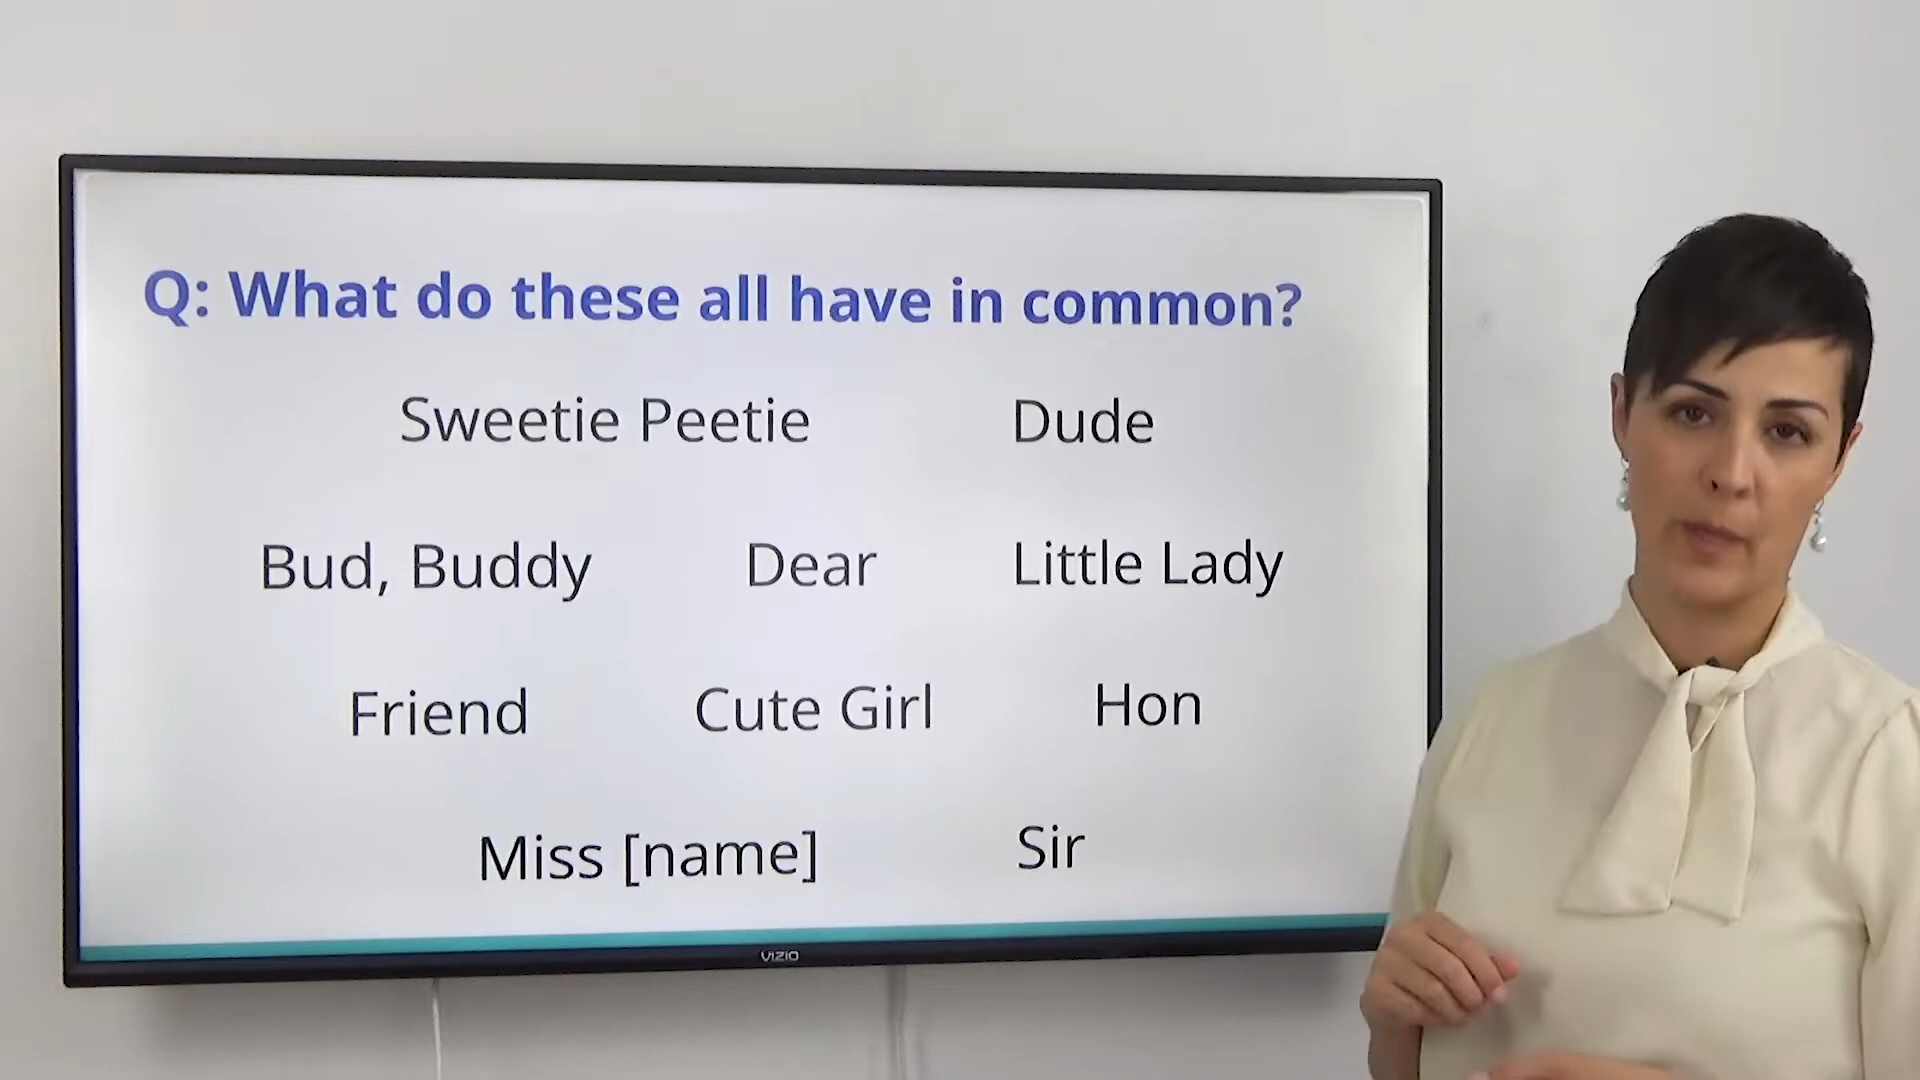 Q: What do these all have in common?
Sweetie Peetie Dude
Bud, Buddy Dear Little Lady
Friend Cute Girl Hon
Miss [name] Sir
VIZIO